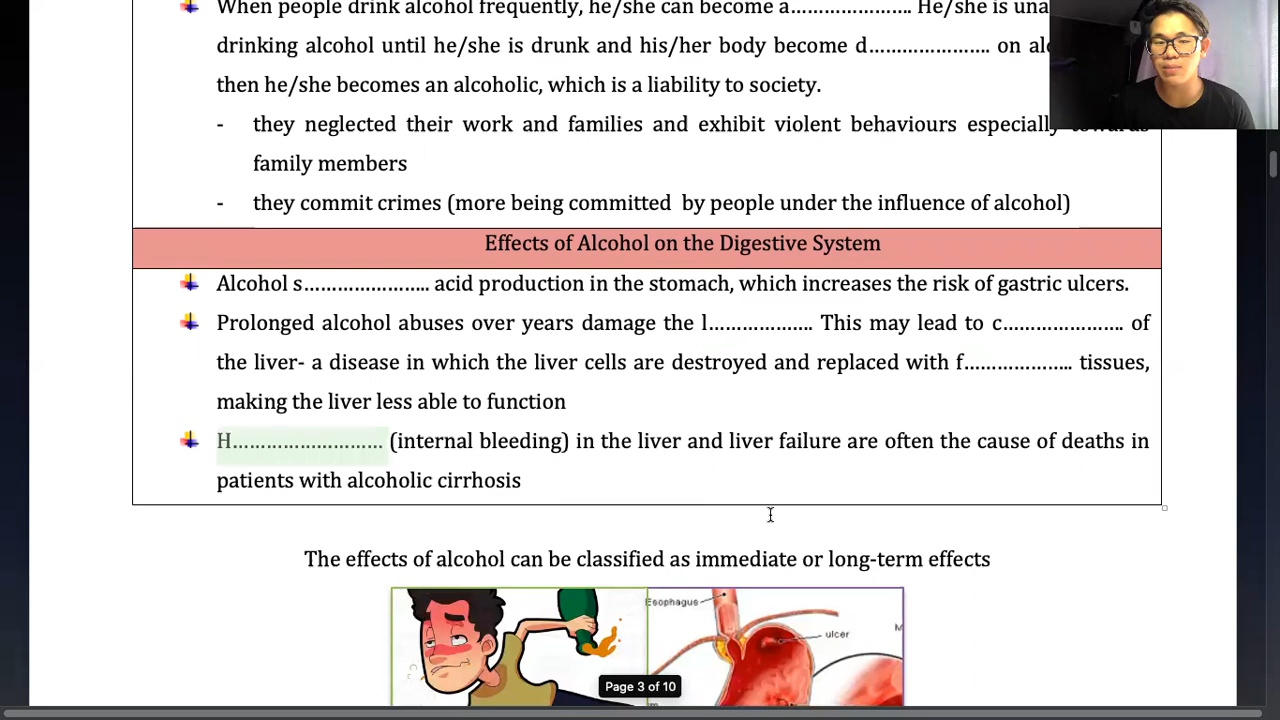 When people drink alcohol frequently, he/she can become a…………………. He/she is una
drinking alcohol until he/she is drunk and his/her body become d…………………. on
then he/she becomes an alcoholic, which is a liability to society.
- they neglected their work and families and exhibit violent behaviours especially towards
family members
- they commit crimes (more being committed by people under the influence of alcohol)
Effects of Alcohol on the Digestive System
Alcohol s………………….. acid production in the stomach, which increases the risk of gastric ulcers.
Prolonged alcohol abuses over years damage the l………………. This may lead to c…………………. of
the liver- a disease in which the liver cells are destroyed and replaced with f……………….. tissues,
making the liver less able to function
H……………………… (internal bleeding) in the liver and liver failure are often the cause of deaths in
patients with alcoholic cirrhosis
The effects of alcohol can be classified as immediate or long-term effects
Esophagus
ulcer
M
Page 3 of 10